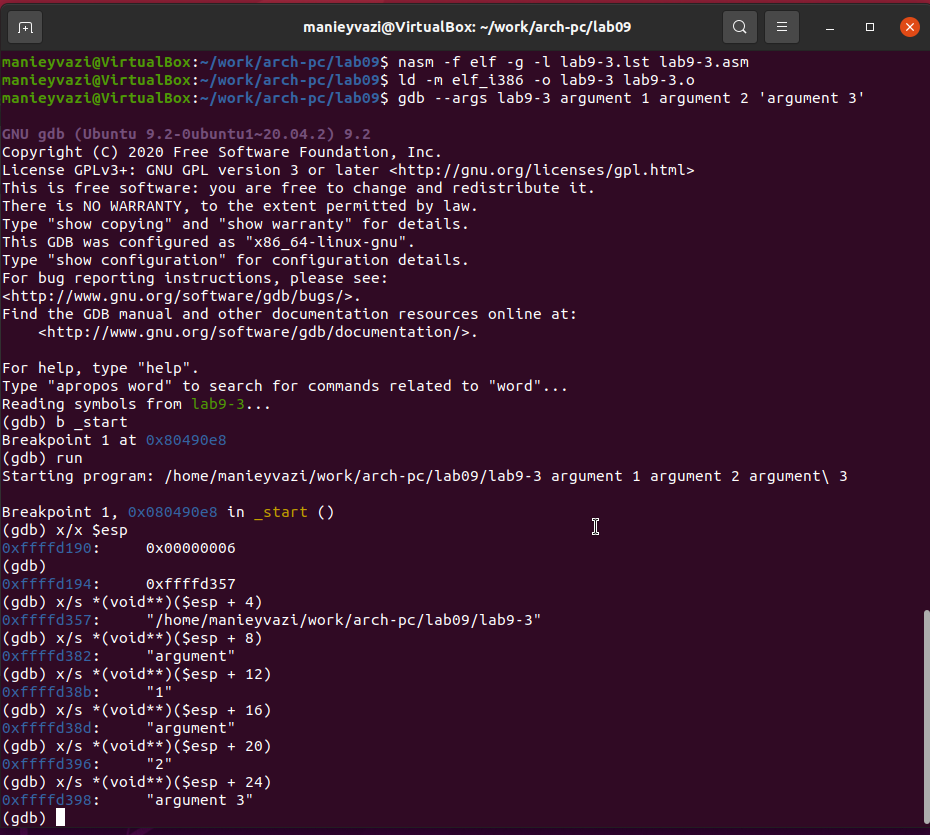 manieyvazi@VirtualBox: ~/work/arch-pc/lab09
manieyvazi@VirtualBox:~/work/arch-pc/lab09$ nasm -f elf -g -l lab9-3.lst lab9-3.asm
manieyvazi@VirtualBox:~/work/arch-pc/lab09$ ld -m elf_i386 -o lab9-3 lab9-3.o
manieyvazi@VirtualBox:~/work/arch-pc/lab09$ gdb --args lab9-3 argument 1 argument 2 'argument 3'
GNU gdb (Ubuntu 9.2-0ubuntu1~20.04.2) 9.2
Copyright (C) 2020 Free Software Foundation, Inc.
License GPLv3+: GNU GPL version 3 or later <http://gnu.org/licenses/gpl.html>
This is free software: you are free to change and redistribute it.
There is NO WARRANTY, to the extent permitted by law.
Type "show copying" and "show warranty" for details.
This GDB was configured as "x86_64-linux-gnu".
Type "show configuration" for configuration details.
For bug reporting instructions, please see:
<http://www.gnu.org/software/gdb/bugs/>.
Find the GDB manual and other documentation resources online at:
    <http://www.gnu.org/software/gdb/documentation/>.
For help, type "help".
Type "apropos word" to search for commands related to "word"...
Reading symbols from lab9-3...
(gdb) b _start
Breakpoint 1 at 0x80490e8
(gdb) run
Starting program: /home/manieyvazi/work/arch-pc/lab09/lab9-3 argument 1 argument 2 argument\ 3
Breakpoint 1, 0x080490e8 in _start ()
(gdb) x/x $esp
0xffffd190:     0x00000006
(gdb)
0xffffd194:     0xffffd357
(gdb) x/s *(void**)($esp + 4)
0xffffd357:     "/home/manieyvazi/work/arch-pc/lab09/lab9-3"
(gdb) x/s *(void**)($esp + 8)
0xffffd382:     "argument"
(gdb) x/s *(void**)($esp + 12)
0xffffd38b:     "1"
(gdb) x/s *(void**)($esp + 16)
0xffffd38d:     "argument"
(gdb) x/s *(void**)($esp + 20)
0xffffd396:     "2"
(gdb) x/s *(void**)($esp + 24)
0xffffd398:     "argument 3"
(gdb)